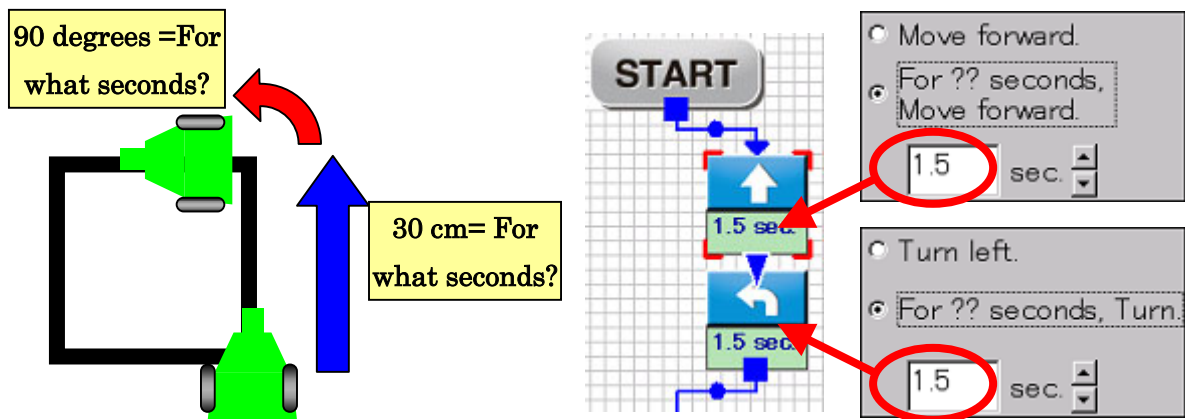 90 degrees =For
what seconds?
30 cm= For
what seconds?
START
1.5 sec.
1.5 sec.
Move forward.
For ?? seconds,
Move forward.
1.5 sec.
Turn left.
For ?? seconds, Turn.
1.5 sec.